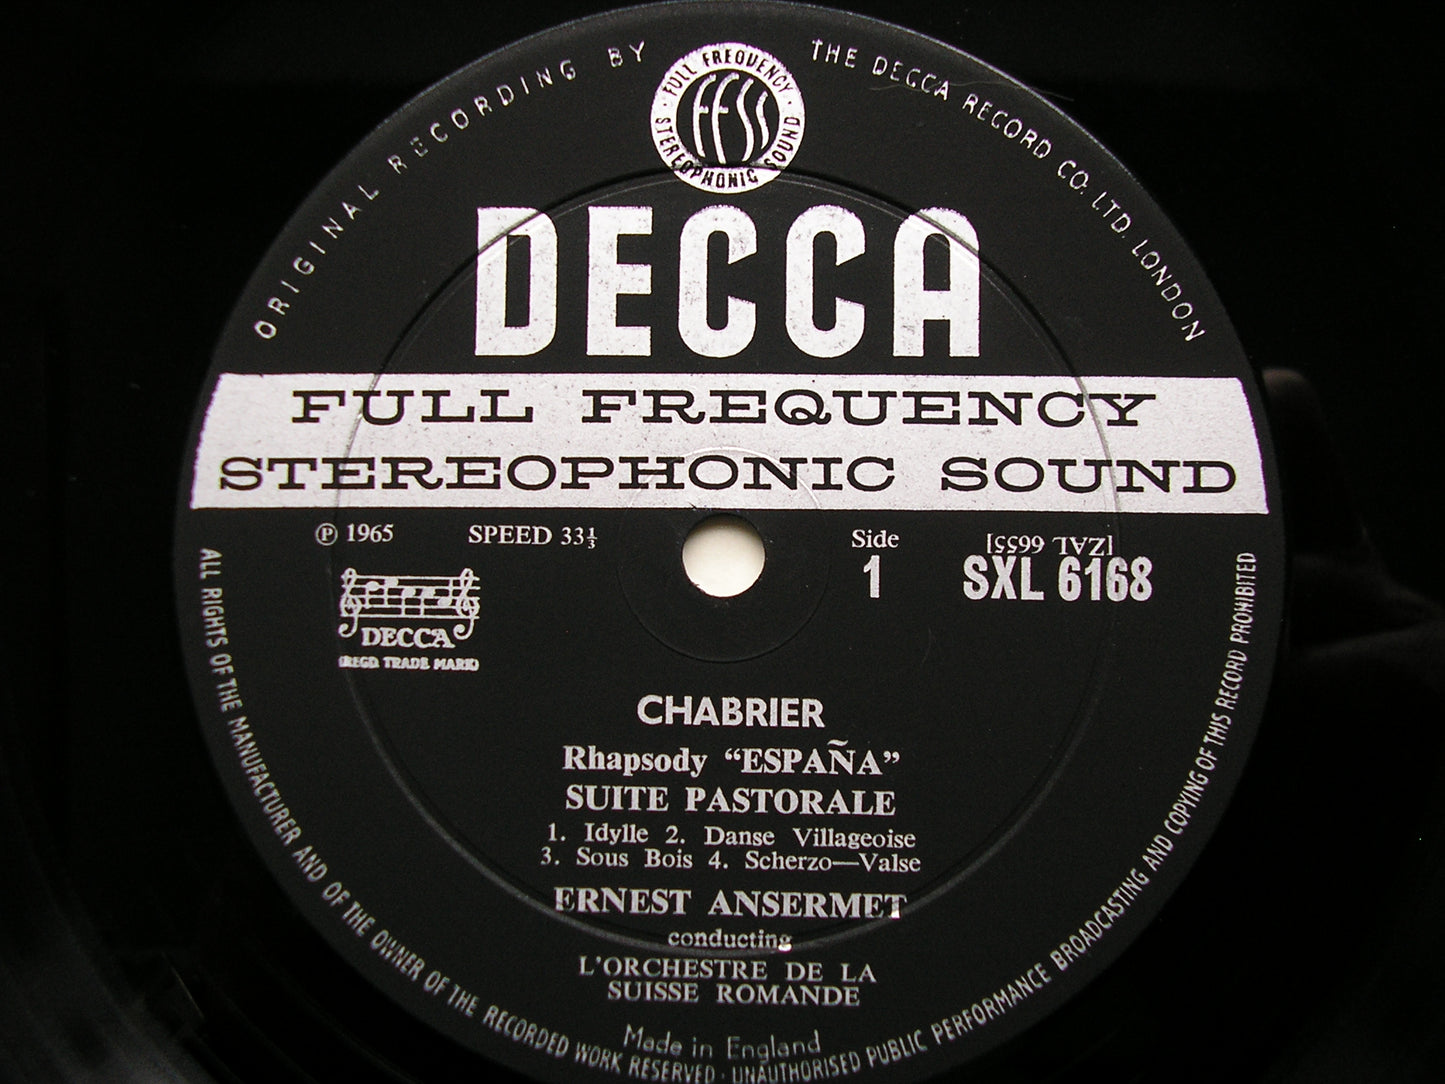 ORIGINAL RECORDING BY THE DECCA RECORD CO. LTD. LONDON
FULL FREQUENCY
FFSS
STEREOPHONIC SOUND
DECCA
FULL FREQUENCY
STEREOPHONIC SOUND
Ⓟ 1965 SPEED 33⅓
Side
1
[ZAL 6655]
SXL 6168
DECCA
(REGD. TRADE MARK)
CHABRIER
Rhapsody “ESPAÑA”
SUITE PASTORALE
1. Idylle 2. Danse Villageoise
3. Sous Bois 4. Scherzo—Valse
ERNEST ANSERMET
conducting
L’ORCHESTRE DE LA
SUISSE ROMANDE
Made in England
ALL RIGHTS OF THE MANUFACTURER AND OF THE OWNER OF THE RECORDED WORK RESERVED · UNAUTHORISED PUBLIC PERFORMANCE BROADCASTING AND COPYING OF THIS RECORD PROHIBITED